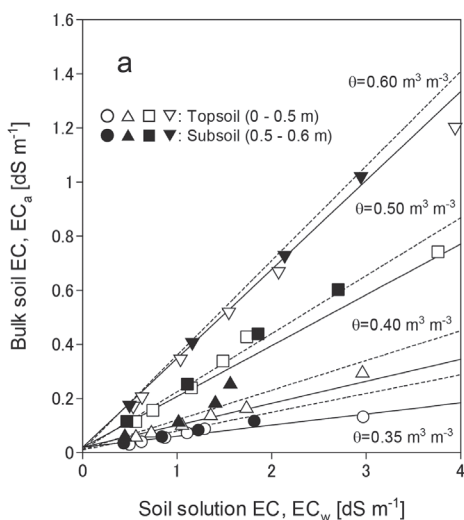 a
θ=0.60 m³ m⁻³
: Topsoil (0 - 0.5 m)
: Subsoil (0.5 - 0.6 m)
θ=0.50 m³ m⁻³
θ=0.40 m³ m⁻³
θ=0.35 m³ m⁻³
Bulk soil EC, ECₐ [dS m⁻¹]
1.6
1.4
1.2
1
0.8
0.6
0.4
0.2
0
0 1 2 3 4
Soil solution EC, EC_w [dS m⁻¹]